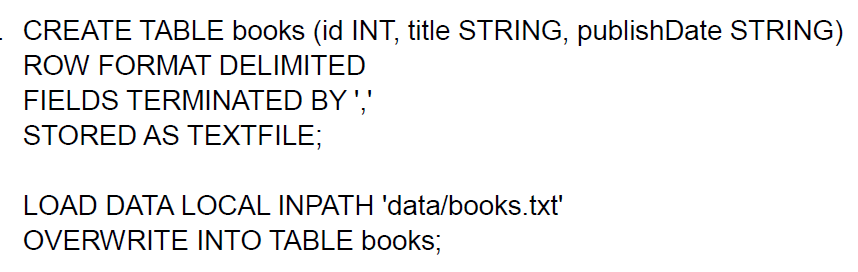 CREATE TABLE books (id INT, title STRING, publishDate STRING)
ROW FORMAT DELIMITED
FIELDS TERMINATED BY ','
STORED AS TEXTFILE;
LOAD DATA LOCAL INPATH 'data/books.txt'
OVERWRITE INTO TABLE books;